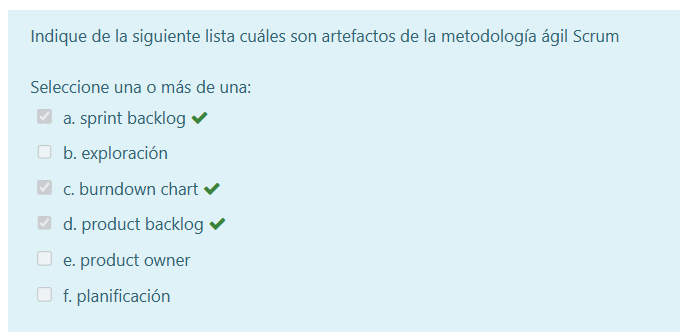 Indique de la siguiente lista cuáles son artefactos de la metodología ágil Scrum
Seleccione una o más de una:
a. sprint backlog
b. exploración
c. burndown chart
d. product backlog
e. product owner
f. planificación